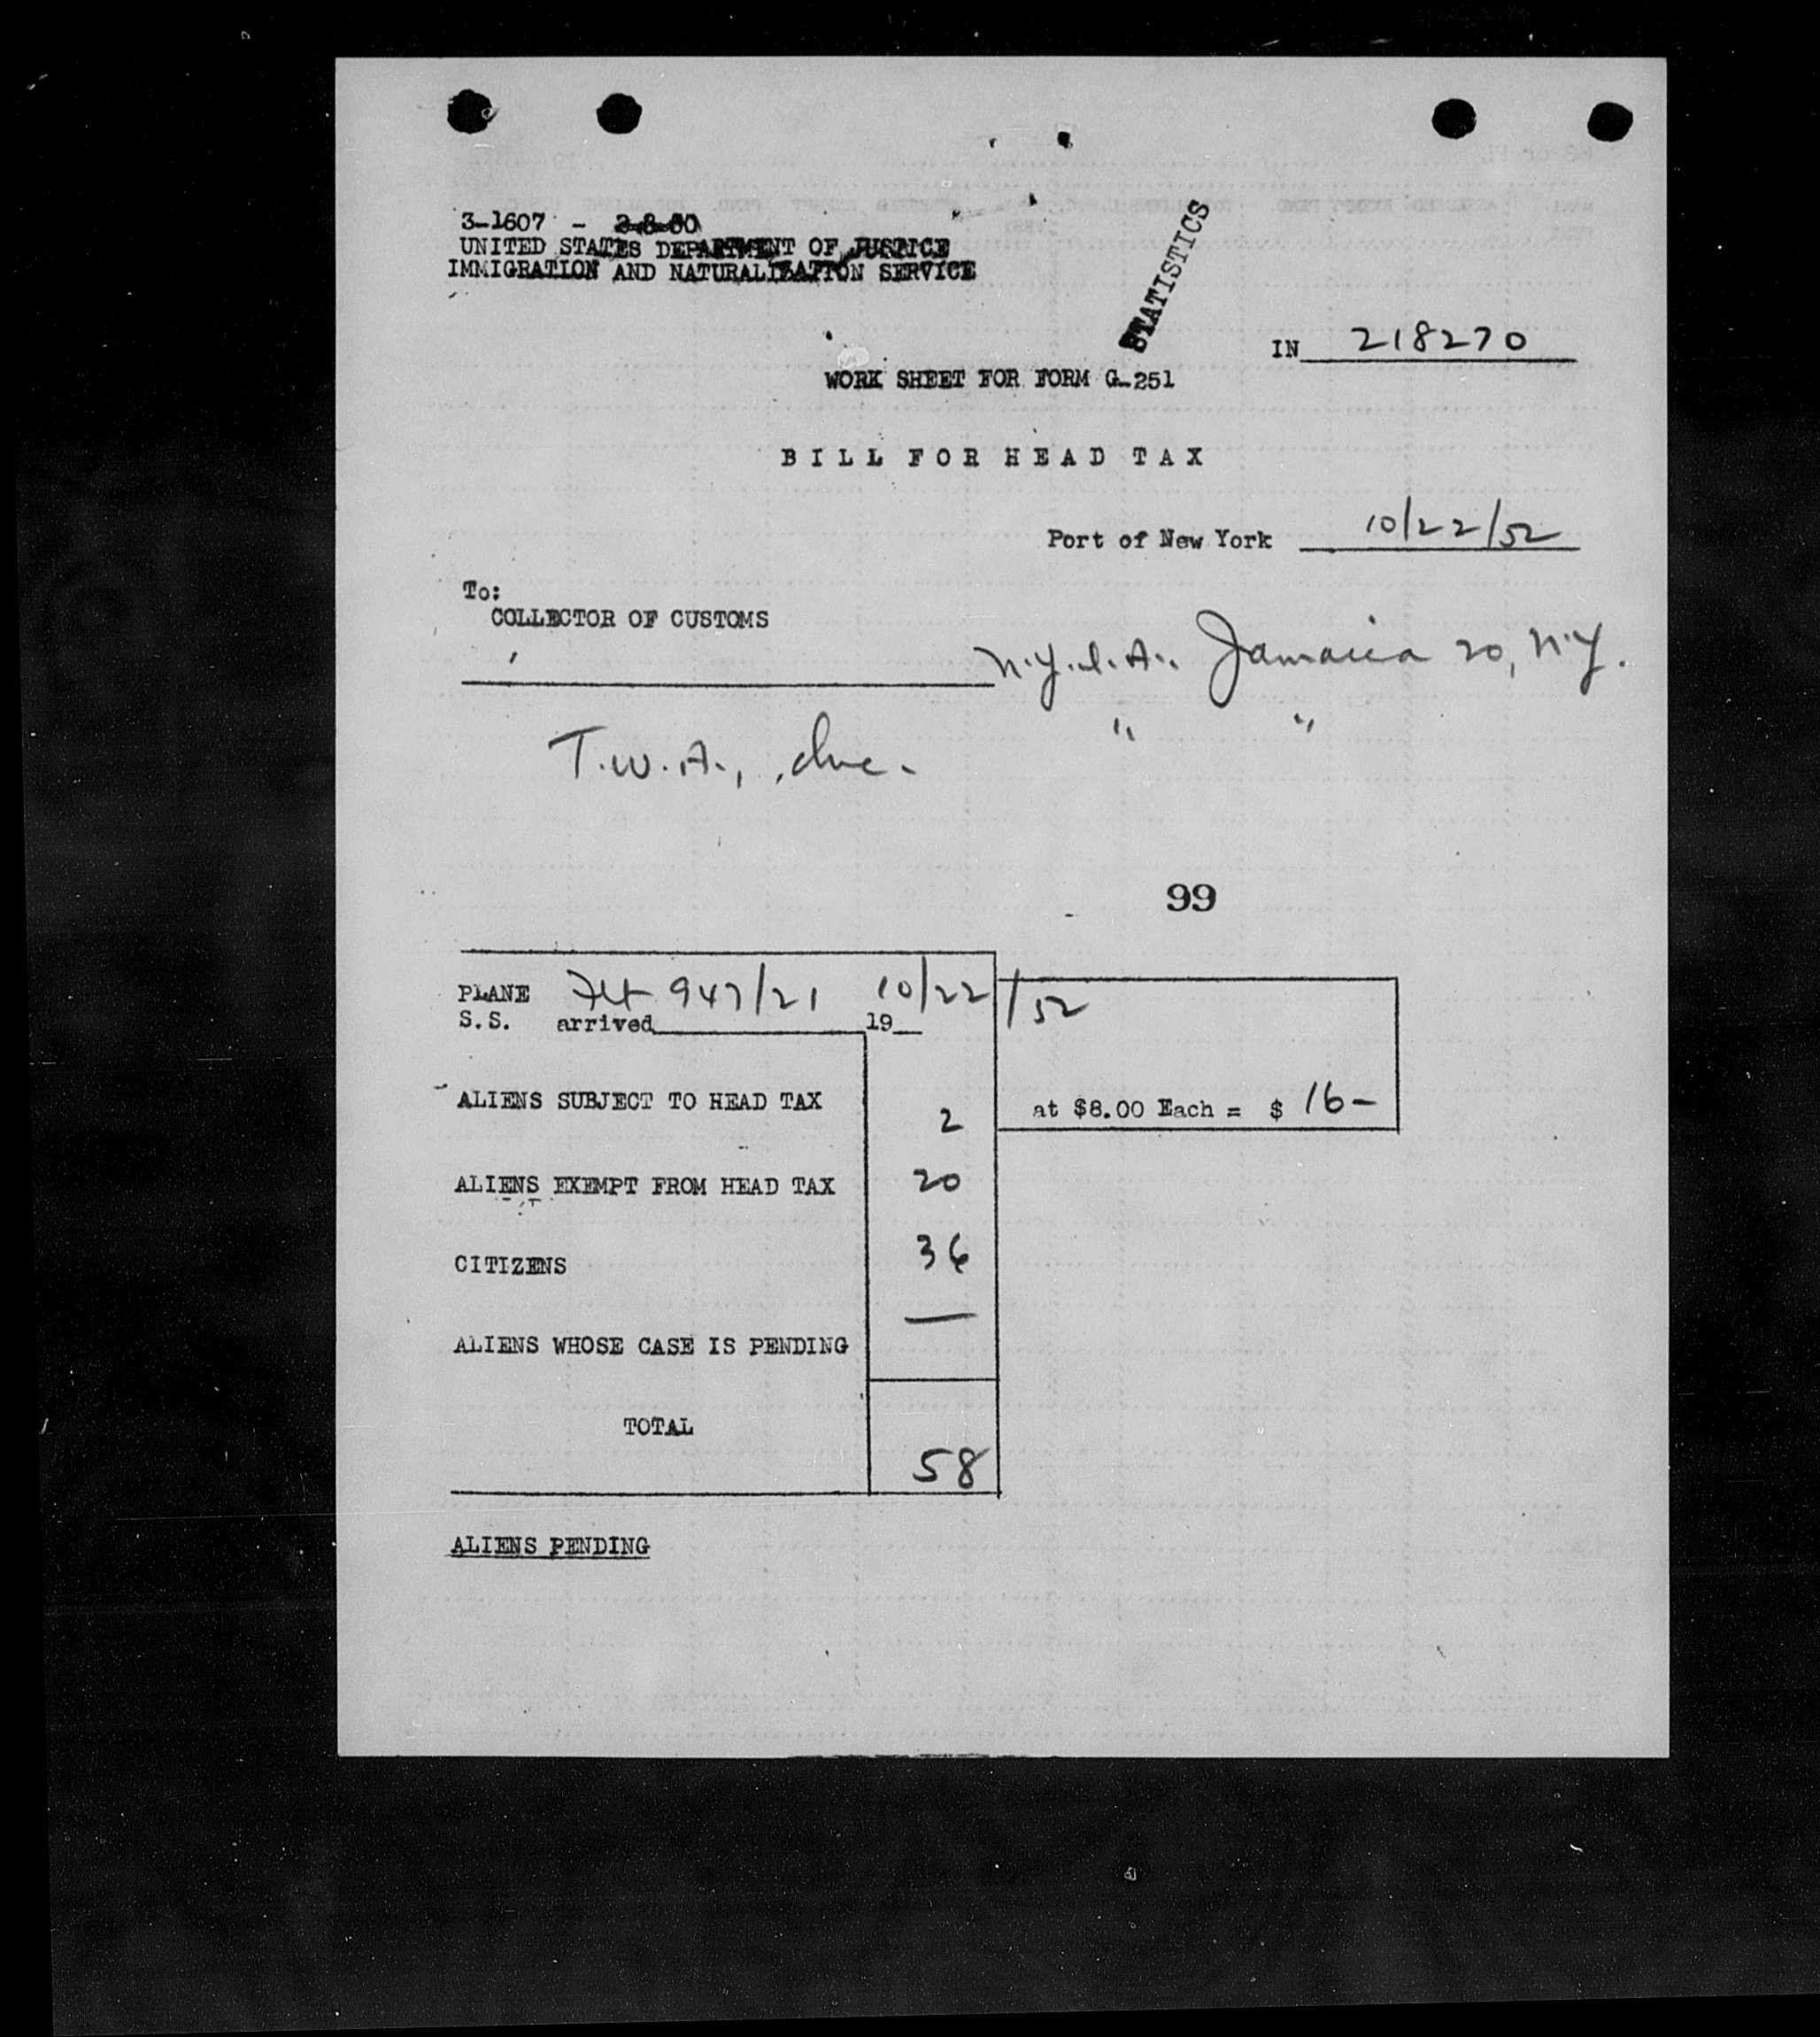 3-1607 - 2-8-50
UNITED STATES DEPARTMENT OF JUSTICE
IMMIGRATION AND NATURALIZATION SERVICE
STATISTICS
IN 218270
WORK SHEET FOR FORM G-251
BILL FOR HEAD TAX
Port of New York 10/22/52
To:
COLLECTOR OF CUSTOMS
N.Y.I.A., Jamaica 20, N.Y.
T.W.A., Inc. " "
99
PLANE Flt 947/21 10/22/52
S.S. arrived 19
ALIENS SUBJECT TO HEAD TAX 2 at $8.00 Each = $ 16-
ALIENS EXEMPT FROM HEAD TAX 20
CITIZENS 36
ALIENS WHOSE CASE IS PENDING —
TOTAL 58
ALIENS PENDING